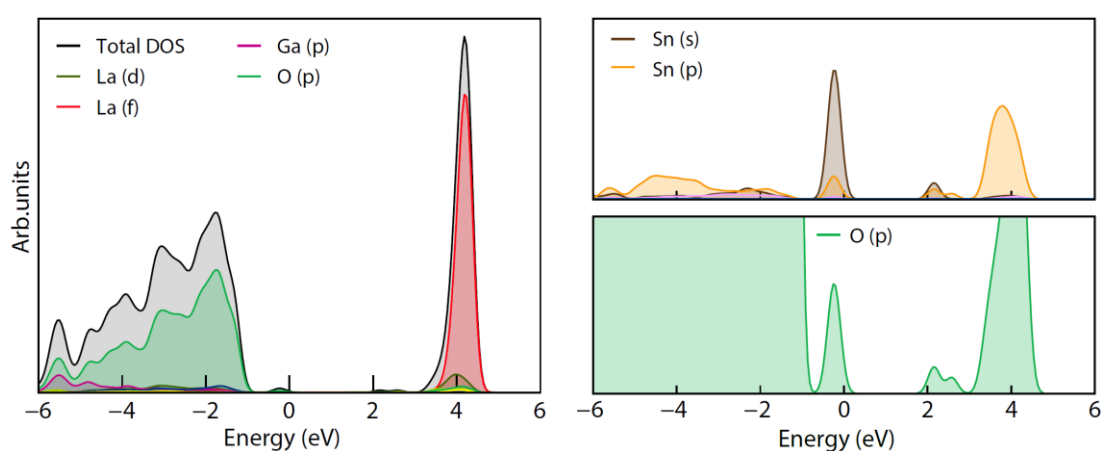 Total DOS
La (d)
La (f)
Ga (p)
O (p)
Arb.units
−6 −4 −2 0 2 4 6
Energy (eV)
Sn (s)
Sn (p)
O (p)
−6 −4 −2 0 2 4 6
Energy (eV)